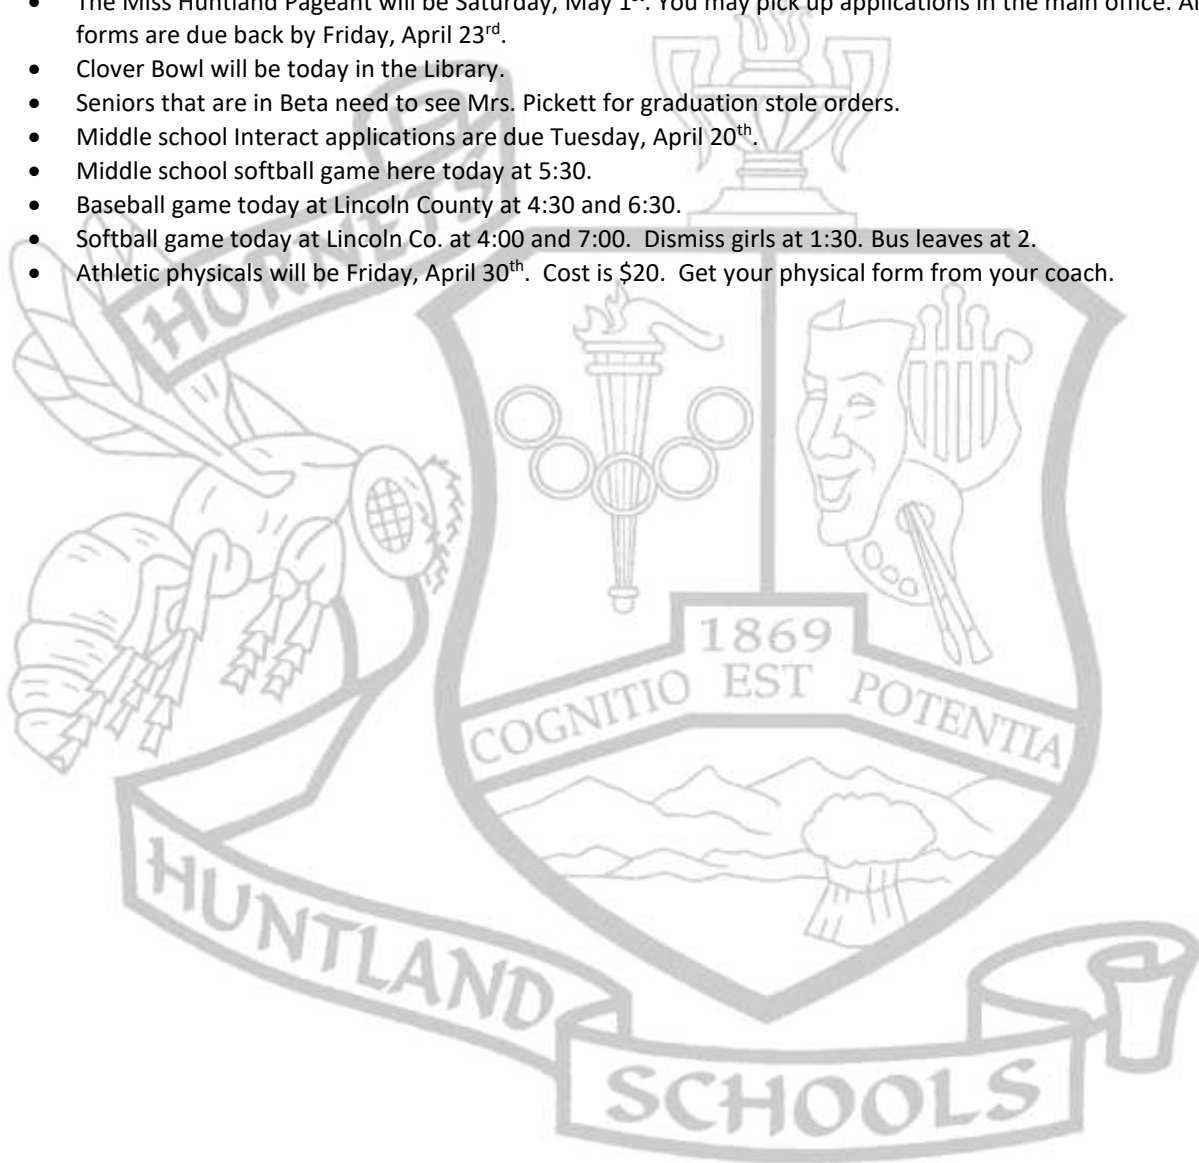 • The Miss Huntland Pageant will be Saturday, May 1st. You may pick up applications in the main office.
forms are due back by Friday, April 23rd.
• Clover Bowl will be today in the Library.
• Seniors that are in Beta need to see Mrs. Pickett for graduation stole orders.
• Middle school Interact applications are due Tuesday, April 20th.
• Middle school softball game here today at 5:30.
• Baseball game today at Lincoln County at 4:30 and 6:30.
• Softball game today at Lincoln Co. at 4:00 and 7:00.  Dismiss girls at 1:30. Bus leaves at 2.
• Athletic physicals will be Friday, April 30th.  Cost is $20.  Get your physical form from your coach.
HORNETS
1869
COGNITIO EST POTENTIA
HUNTLAND
SCHOOLS